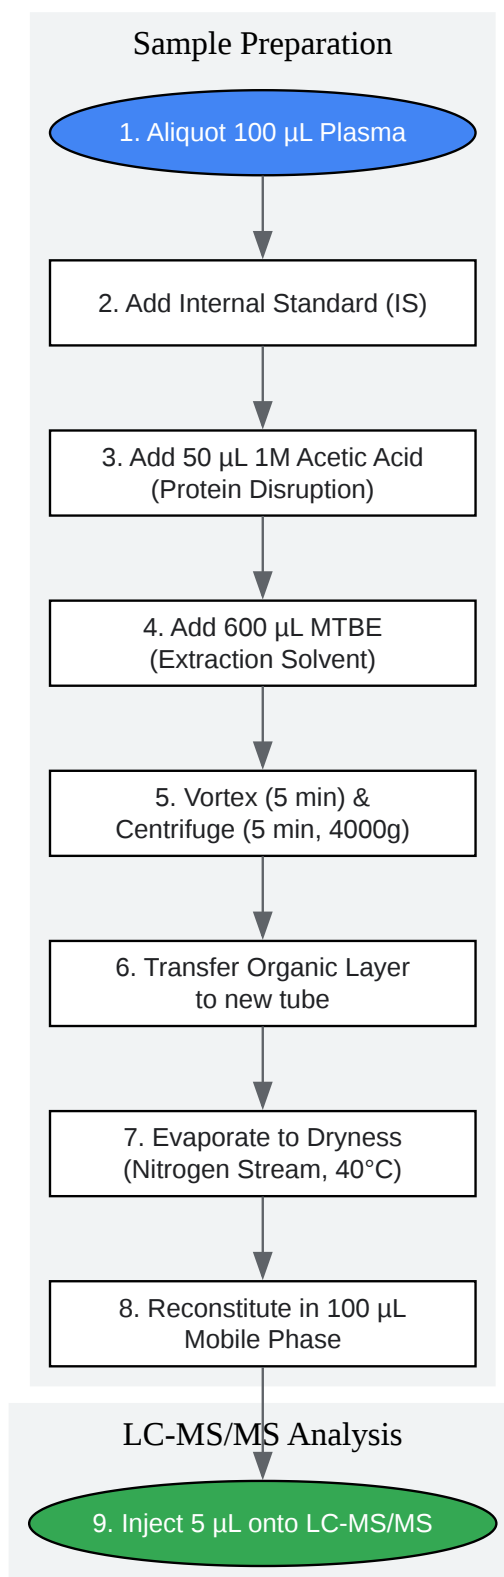 Sample Preparation
1. Aliquot 100 µL Plasma
2. Add Internal Standard (IS)
3. Add 50 µL 1M Acetic Acid
(Protein Disruption)
4. Add 600 µL MTBE
(Extraction Solvent)
5. Vortex (5 min) &
Centrifuge (5 min, 4000g)
6. Transfer Organic Layer
to new tube
7. Evaporate to Dryness
(Nitrogen Stream, 40°C)
8. Reconstitute in 100 µL
Mobile Phase
LC-MS/MS Analysis
9. Inject 5 µL onto LC-MS/MS